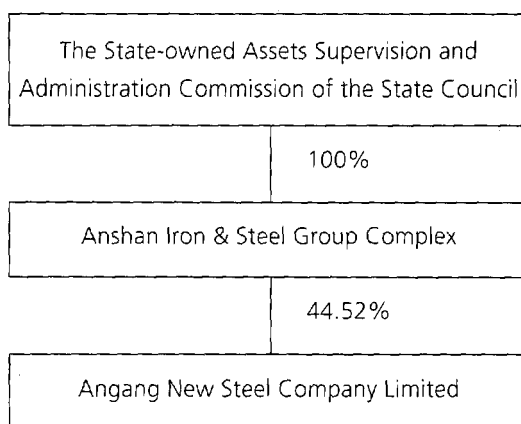 The State-owned Assets Supervision and
Administration Commission of the State Council
100%
Anshan Iron & Steel Group Complex
44.52%
Angang New Steel Company Limited